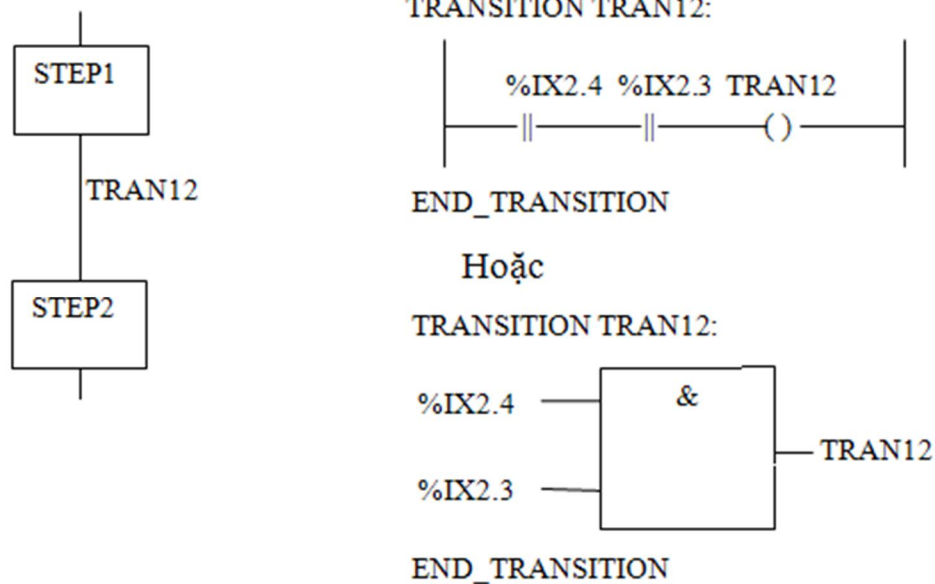 STEP1
TRAN12
STEP2
TRANSITION TRAN12:
%IX2.4 %IX2.3 TRAN12
( )
END_TRANSITION
Hoặc
TRANSITION TRAN12:
%IX2.4
&
TRAN12
%IX2.3
END_TRANSITION